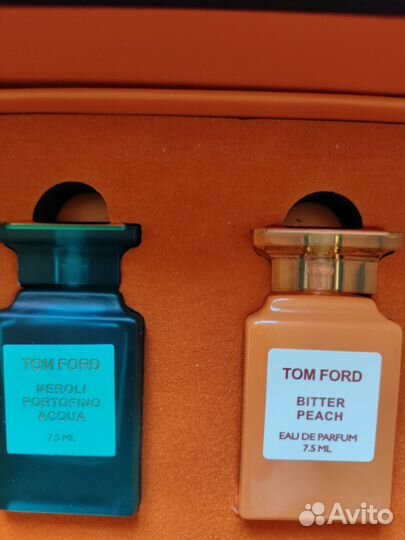 TOM FORD
NEROLI
PORTOFINO
ACQUA
7.5 ML
TOM FORD
BITTER
PEACH
EAU DE PARFUM
7.5 ML
Avito